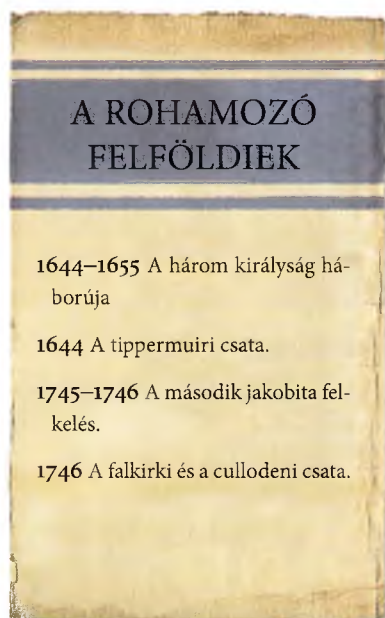 A ROHAMOZÓ
FELFÖLDIEK
1644–1655 A három királyság há-
borúja
1644 A tippermuiri csata.
1745–1746 A második jakobita fel-
kelés.
1746 A falkirki és a cullodeni csata.